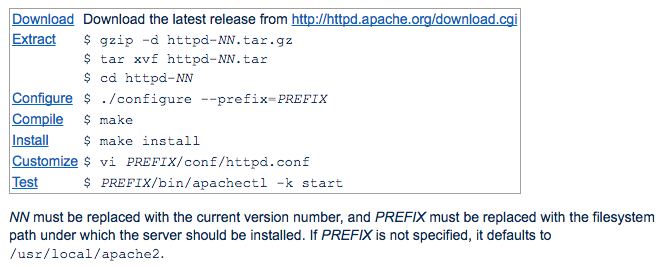 Download Download the latest release from http://httpd.apache.org/download.cgi
Extract $ gzip -d httpd-NN.tar.gz
$ tar xvf httpd-NN.tar
$ cd httpd-NN
Configure $ ./configure --prefix=PREFIX
Compile $ make
Install $ make install
Customize $ vi PREFIX/conf/httpd.conf
Test $ PREFIX/bin/apachectl -k start
NN must be replaced with the current version number, and PREFIX must be replaced with the filesystem
path under which the server should be installed. If PREFIX is not specified, it defaults to
/usr/local/apache2.